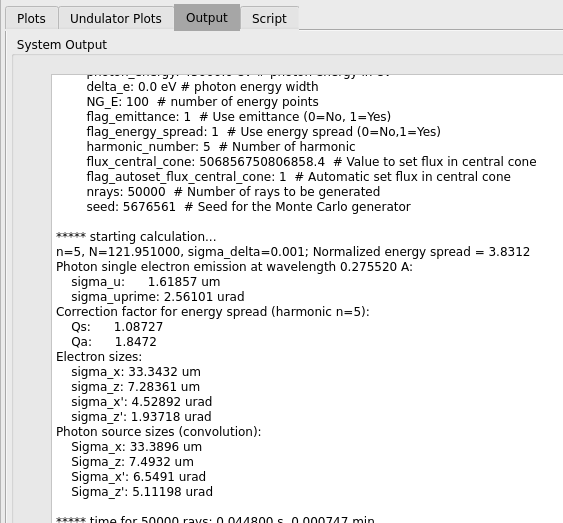 Plots
Undulator Plots
Output
Script
System Output
delta_e: 0.0 eV # photon energy width
NG_E: 100 # number of energy points
flag_emittance: 1 # Use emittance (0=No, 1=Yes)
flag_energy_spread: 1 # Use energy spread (0=No,1=Yes)
harmonic_number: 5 # Number of harmonic
flux_central_cone: 506856750806858.4 # Value to set flux in central cone
flag_autoset_flux_central_cone: 1 # Automatic set flux in central cone
nrays: 50000 # Number of rays to be generated
seed: 5676561 # Seed for the Monte Carlo generator
***** starting calculation...
n=5, N=121.951000, sigma_delta=0.001; Normalized energy spread = 3.8312
Photon single electron emission at wavelength 0.275520 A:
sigma_u: 1.61857 um
sigma_uprime: 2.56101 urad
Correction factor for energy spread (harmonic n=5):
Qs: 1.08727
Qa: 1.8472
Electron sizes:
sigma_x: 33.3432 um
sigma_z: 7.28361 um
sigma_x': 4.52892 urad
sigma_z': 1.93718 urad
Photon source sizes (convolution):
Sigma_x: 33.3896 um
Sigma_z: 7.4932 um
Sigma_x': 6.5491 urad
Sigma_z': 5.11198 urad
***** time for 50000 rays: 0.044800 s, 0.000747 min